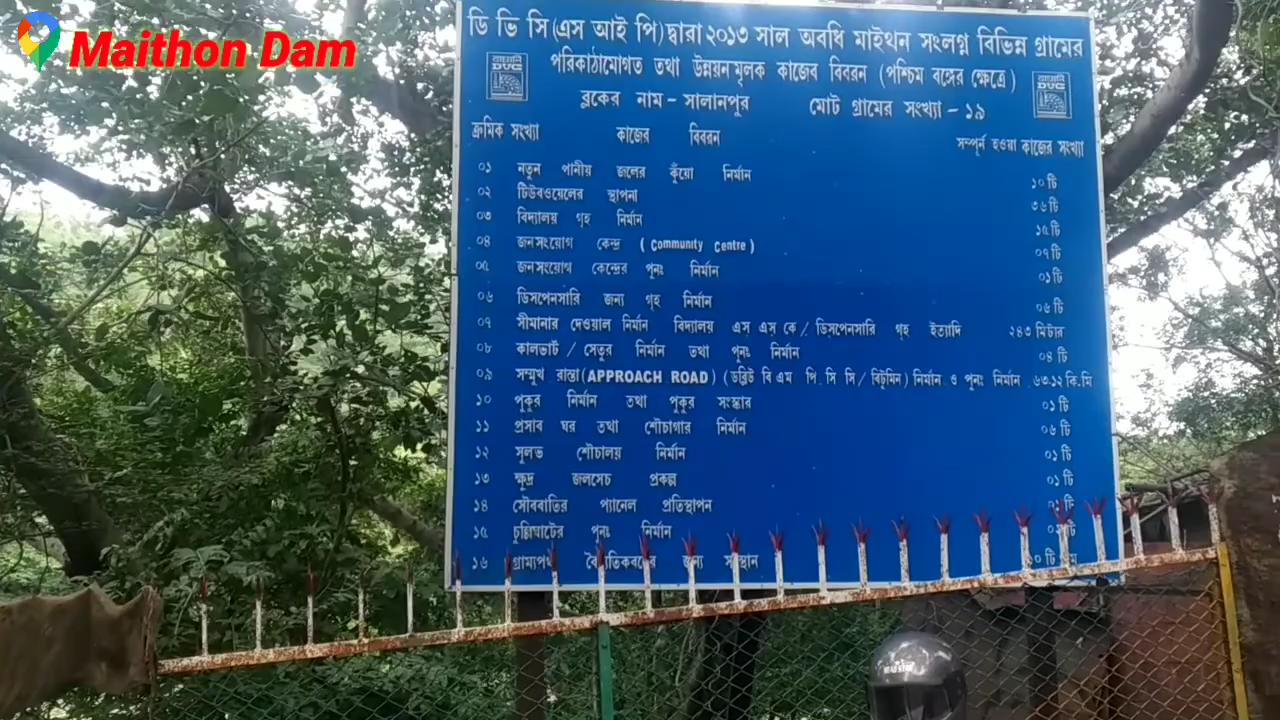 Maithon Dam
ডি ভি সি (এস আই পি) দ্বারা ২০১৩ সাল অবধি মাইথন সংলগ্ন বিভিন্ন গ্রামের
পরিকাঠামোগত তথা উন্নয়নমূলক কাজের বিবরন (পশ্চিম বঙ্গের ক্ষেত্রে)
DVC
DVC
ব্লকের নাম - সালানপুর মোট গ্রামের সংখ্যা - ১৯
ক্রমিক সংখ্যা কাজের বিবরন সম্পূর্ন হওয়া কাজের সংখ্যা
০১ নতুন পানীয় জলের কূঁয়ো নির্মান ১০ টি
০২ টিউবওয়েলের স্থাপনা ৩৬ টি
০৩ বিদ্যালয় গৃহ নির্মান ১৫ টি
০৪ জনসংযোগ কেন্দ্র ( Community Centre ) ০৭ টি
০৫ জনসংযোগ কেন্দ্রের পুনঃ নির্মান ০১ টি
০৬ ডিসপেনসারি জন্য গৃহ নির্মান ০৬ টি
০৭ সীমানার দেওয়াল নির্মান বিদ্যালয় এস এস কে / ডিসপেনসারি গৃহ ইত্যাদি ২৪৩ মিটার
০৮ কালভার্ট / সেতুর নির্মান তথা পুনঃ নির্মান ০৪ টি
০৯ সম্মুখ রাস্তা (APPROACH ROAD) (ডব্লিউ বি এম পি. সি সি / বিটুমিন) নির্মান ও পুনঃ নির্মান ৬৩.১২ কি.মি
১০ পুকুর নির্মান তথা পুকুর সংস্কার ০১ টি
১১ প্রসাব ঘর তথা শৌচাগার নির্মান ০৬ টি
১২ সুলভ শৌচালয় নির্মান ০১ টি
১৩ ক্ষুদ্র জলসেচ প্রকল্প ০১ টি
১৪ সৌরবাতির প্যানেল প্রতিস্থাপন
১৫ চুল্লিঘাটের পুনঃ নির্মান
১৬ গ্রাম্যপথ জন্য